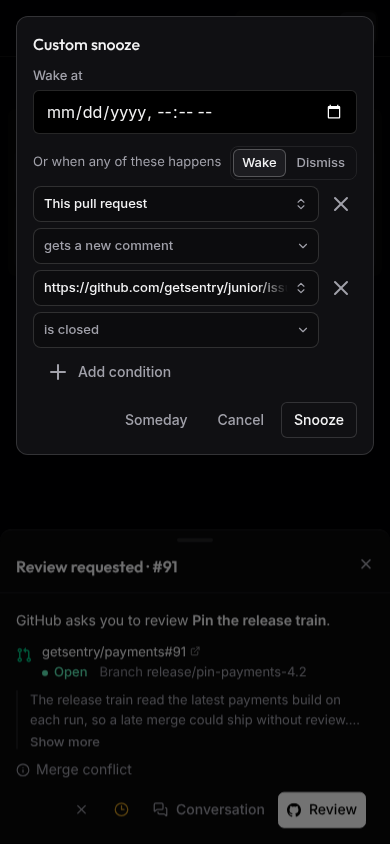 Custom snooze
Wake at
mm/dd/yyyy, --:-- --
Or when any of these happens
Wake
Dismiss
This pull request
gets a new comment
https://github.com/getsentry/junior/iss
is closed
Add condition
Someday
Cancel
Snooze
Review requested · #91
GitHub asks you to review Pin the release train.
getsentry/payments#91
Open Branch release/pin-payments-4.2
The release train read the latest payments build on
each run, so a late merge could ship without review....
Show more
Merge conflict
Conversation
Review